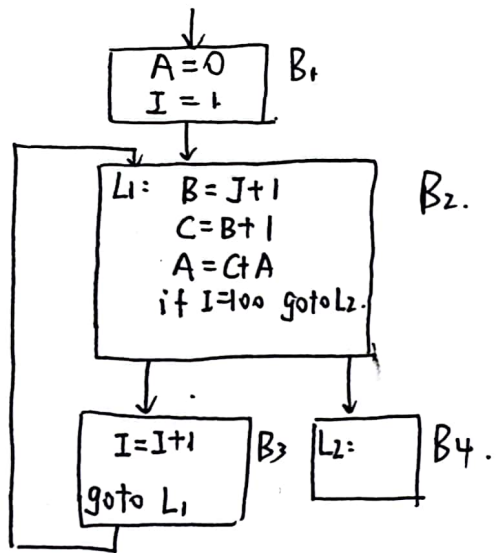 A=0
I=1
B1
L1: B=J+1
C=B+1
A=C+A
if I=100 goto L2.
B2.
I=I+1
goto L1
B3
L2:
B4.